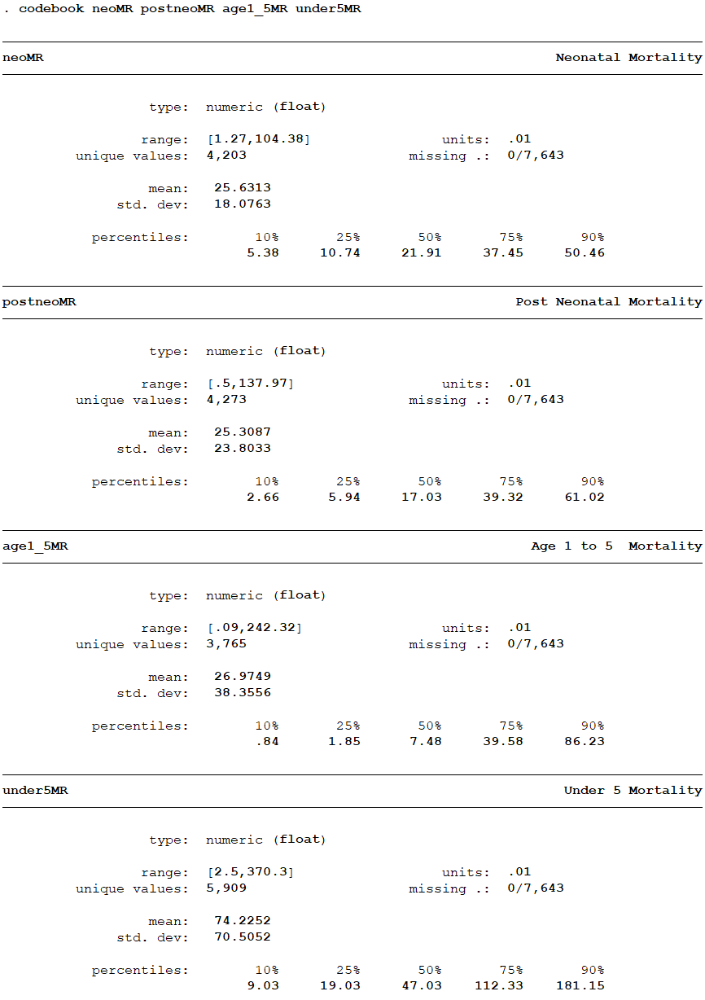 . codebook neoMR postneoMR age1_5MR under5MR
neoMR Neonatal Mortality
type: numeric (float)
range: [1.27,104.38] units: .01
unique values: 4,203 missing .: 0/7,643
mean: 25.6313
std. dev: 18.0763
percentiles: 10% 25% 50% 75% 90%
5.38 10.74 21.91 37.45 50.46
postneoMR Post Neonatal Mortality
type: numeric (float)
range: [.5,137.97] units: .01
unique values: 4,273 missing .: 0/7,643
mean: 25.3087
std. dev: 23.8033
percentiles: 10% 25% 50% 75% 90%
2.66 5.94 17.03 39.32 61.02
age1_5MR Age 1 to 5  Mortality
type: numeric (float)
range: [.09,242.32] units: .01
unique values: 3,765 missing .: 0/7,643
mean: 26.9749
std. dev: 38.3556
percentiles: 10% 25% 50% 75% 90%
.84 1.85 7.48 39.58 86.23
under5MR Under 5 Mortality
type: numeric (float)
range: [2.5,370.3] units: .01
unique values: 5,909 missing .: 0/7,643
mean: 74.2252
std. dev: 70.5052
percentiles: 10% 25% 50% 75% 90%
9.03 19.03 47.03 112.33 181.15